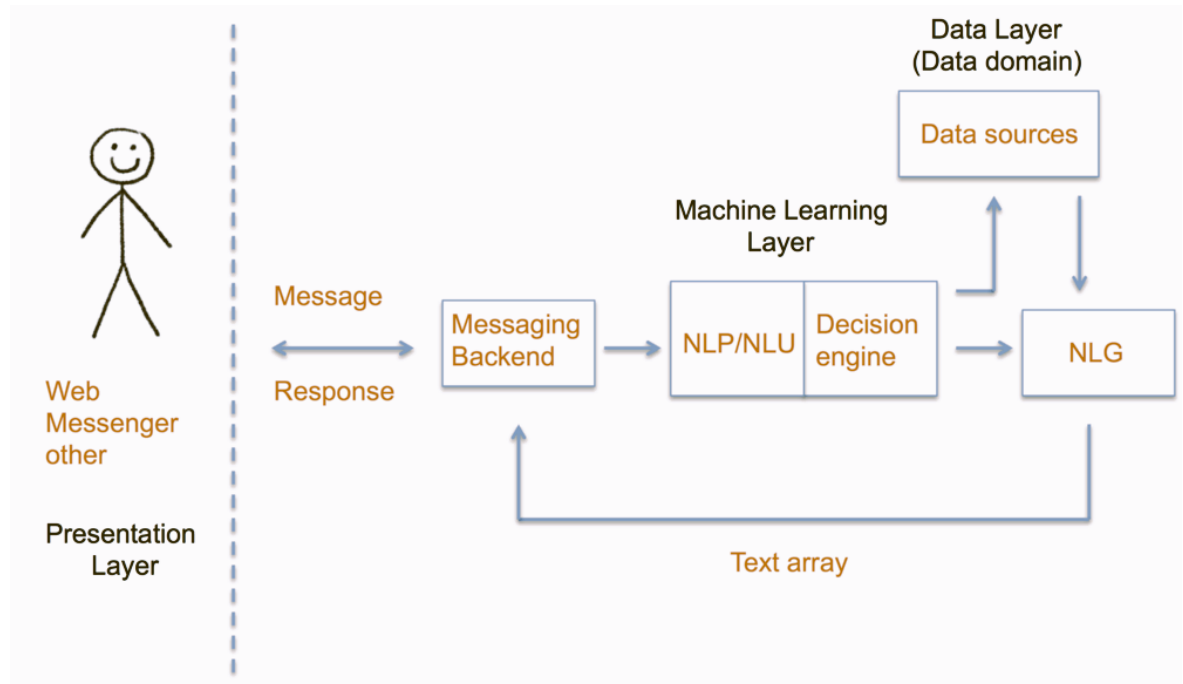 Data Layer
(Data domain)
Data sources
Machine Learning
Layer
Message
Response
Messaging
Backend
NLP/NLU
Decision
engine
NLG
Web
Messenger
other
Presentation
Layer
Text array